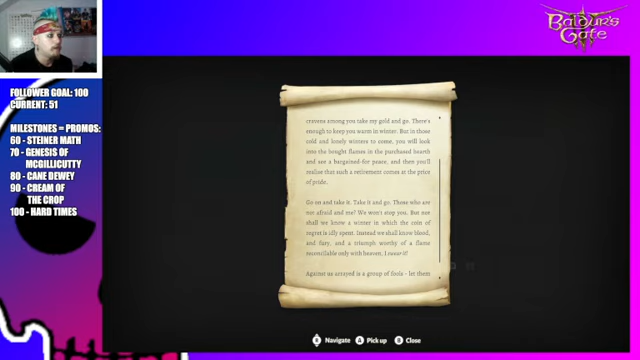 BALDUR'S
GATE
FOLLOWER GOAL: 100
CURRENT: 51
MILESTONES = PROMOS:
60 - STEINER MATH
70 - GENESIS OF
MCGILLICUTTY
80 - CANE DEWEY
90 - CREAM OF
THE CROP
100 - HARD TIMES
cravens among you take my gold and go. There's
enough to keep you warm in winter. But in those
cold and lonely winters to come, you will look
into the bought flames in the purchased hearth
and see a bargained-for peace, and then you'll
realise that such a retirement comes at the price
of pride.
Go on and take it. Take it and go. Those who are
not afraid and me? We won't stop you. But nor
shall we know a winter in which the coin of
regret is idly spent. Instead we shall know blood,
and fury, and a triumph worthy of a flame
reconcilable only with heaven, I swear it!
Against us arrayed is a group of fools - let them
Navigate A Pick up B Close